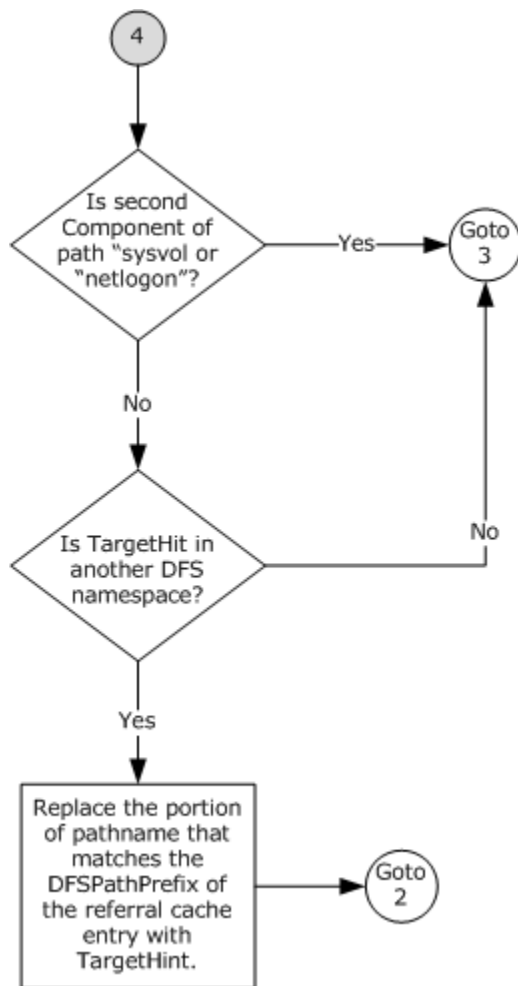 4
Is second
Component of
path “sysvol or
“netlogon”?
Yes
Goto
3
No
Is TargetHit in
another DFS
namespace?
No
Yes
Replace the portion
of pathname that
matches the
DFSPathPrefix of
the referral cache
entry with
TargetHint.
Goto
2